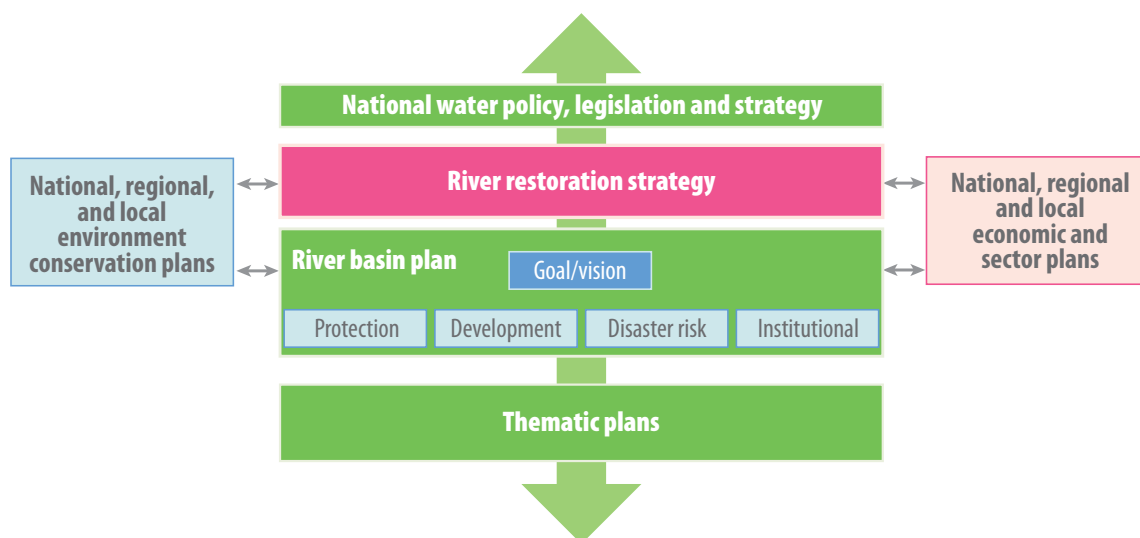 National water policy, legislation and strategy
River restoration strategy
National, regional,
and local
environment
conservation plans
National, regional
and local
economic and
sector plans
River basin plan
Goal/vision
Protection
Development
Disaster risk
Institutional
Thematic plans